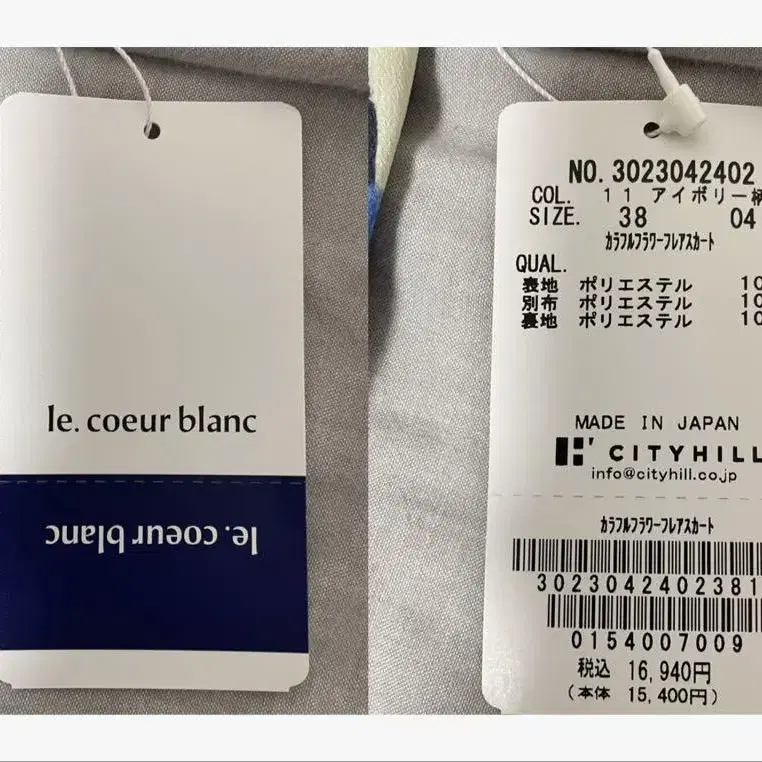 le. coeur blanc
le. coeur blanc
NO. 3023042402
COL. 11 アイボリー柄
SIZE. 38 04
カラフルフラワーフレアスカート
QUAL.
表地 ポリエステル 10
別布 ポリエステル 10
裏地 ポリエステル 10
MADE IN JAPAN
CITYHILL
info@cityhill.co.jp
カラフルフラワーフレアスカート
3023042402381
0154007009
税込 16,940円
(本体 15,400円)